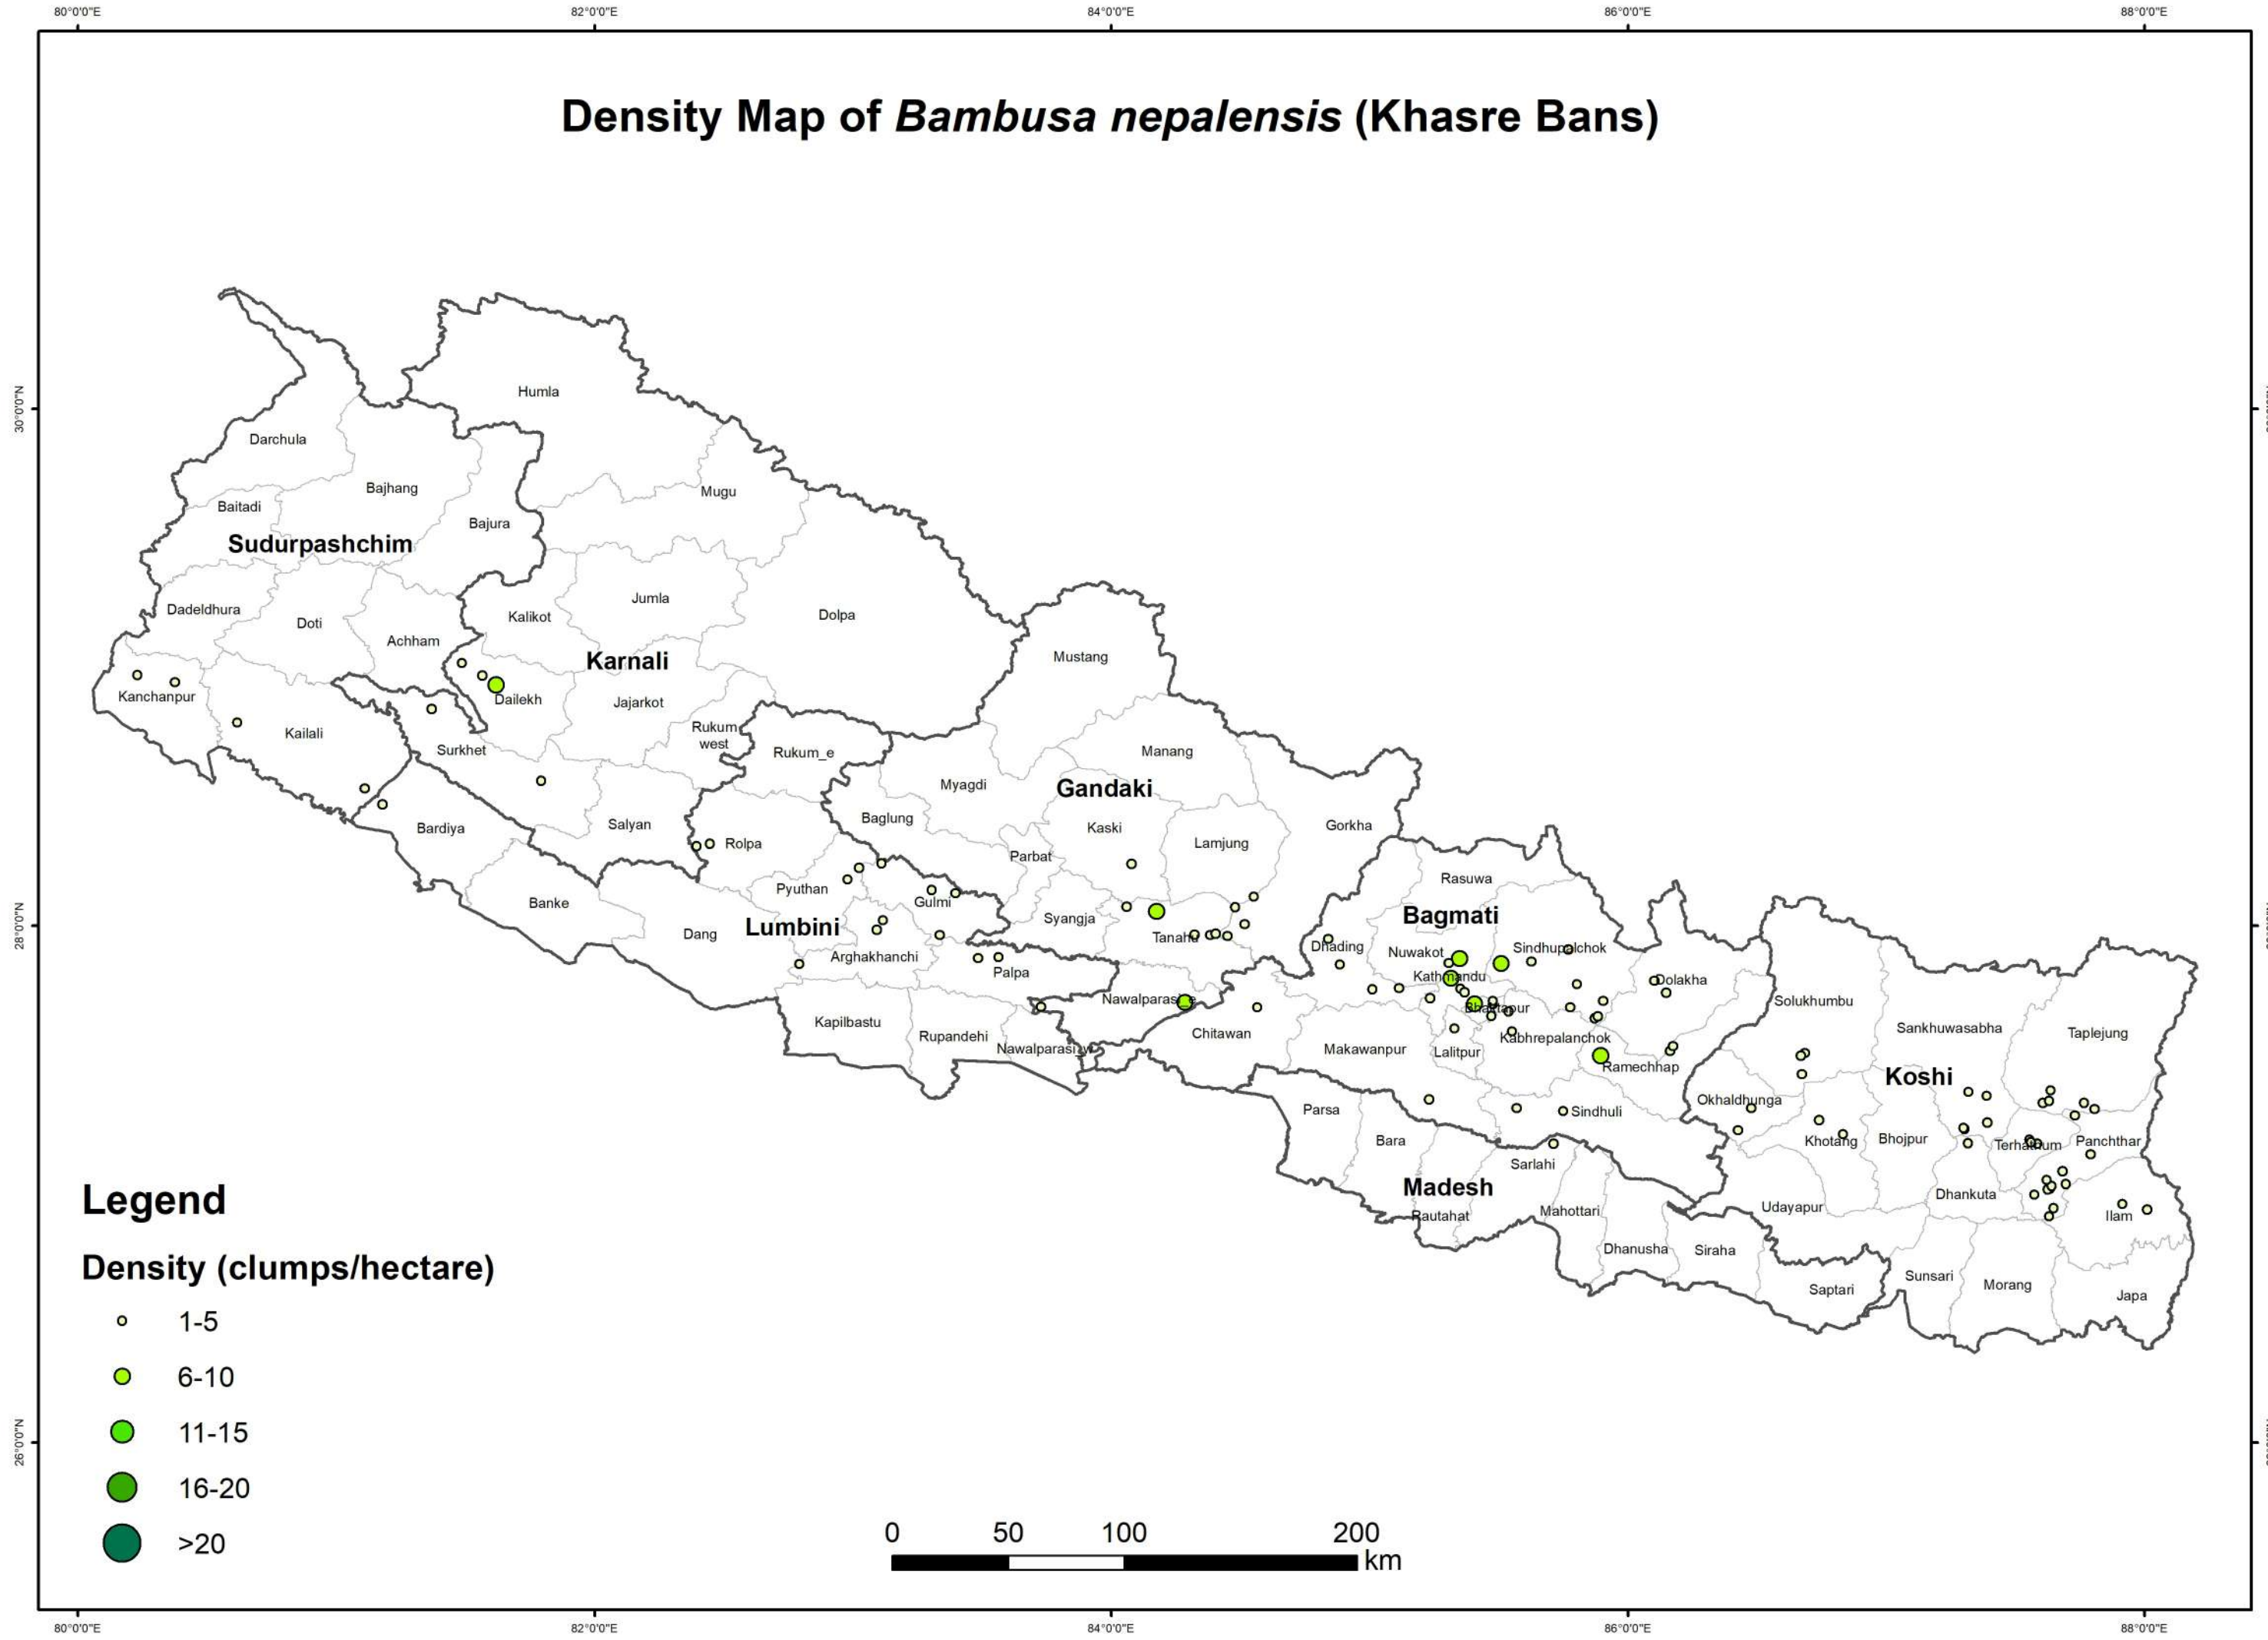 80°0'0"E 82°0'0"E 84°0'0"E 86°0'0"E 88°0'0"E
Density Map of Bambusa nepalensis (Khasre Bans)
30°0'0"N
28°0'0"N
26°0'0"N
Humla
Darchula
Bajhang
Mugu
Baitadi
Bajura
Sudurpashchim
Jumla
Dadeldhura
Doti
Kalikot
Dolpa
Achham
Karnali
Mustang
Kanchanpur
Dailekh
Jajarkot
Kailali
Rukum
west
Surkhet
Rukum_e
Manang
Myagdi
Gandaki
Bardiya
Salyan
Baglung
Kaski
Gorkha
Rolpa
Lamjung
Parbat
Pyuthan
Rasuwa
Banke
Gulmi
Syangja
Bagmati
Dang
Lumbini
Tanahu
Dhading
Nuwakot
Sindhupalchok
Arghakhanchi
Palpa
Kathmandu
Dolakha
Nawalparasi_e
Bhaktapur
Solukhumbu
Kapilbastu
Rupandehi
Chitawan
Kabhrepalanchok
Sankhuwasabha
Taplejung
Nawalparasi_w
Makawanpur
Lalitpur
Ramechhap
Koshi
Parsa
Sindhuli
Okhaldhunga
Bara
Khotang
Bhojpur
Terhathum
Panchthar
Sarlahi
Madesh
Dhankuta
Rautahat
Mahottari
Udayapur
Ilam
Dhanusha
Siraha
Saptari
Sunsari
Morang
Japa
Legend
Density (clumps/hectare)
1-5
6-10
11-15
16-20
>20
0 50 100 200
km
80°0'0"E 82°0'0"E 84°0'0"E 86°0'0"E 88°0'0"E